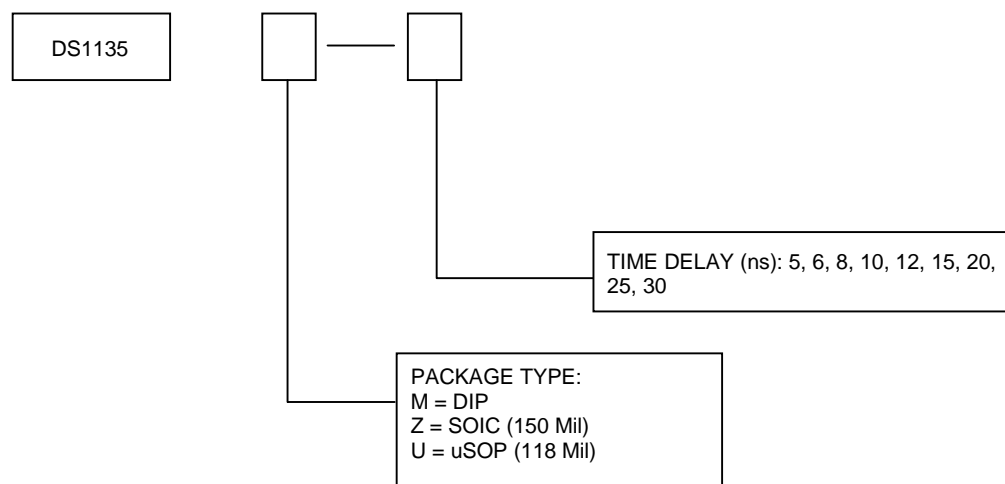 DS1135
TIME DELAY (ns): 5, 6, 8, 10, 12, 15, 20,
25, 30
PACKAGE TYPE:
M = DIP
Z = SOIC (150 Mil)
U = uSOP (118 Mil)